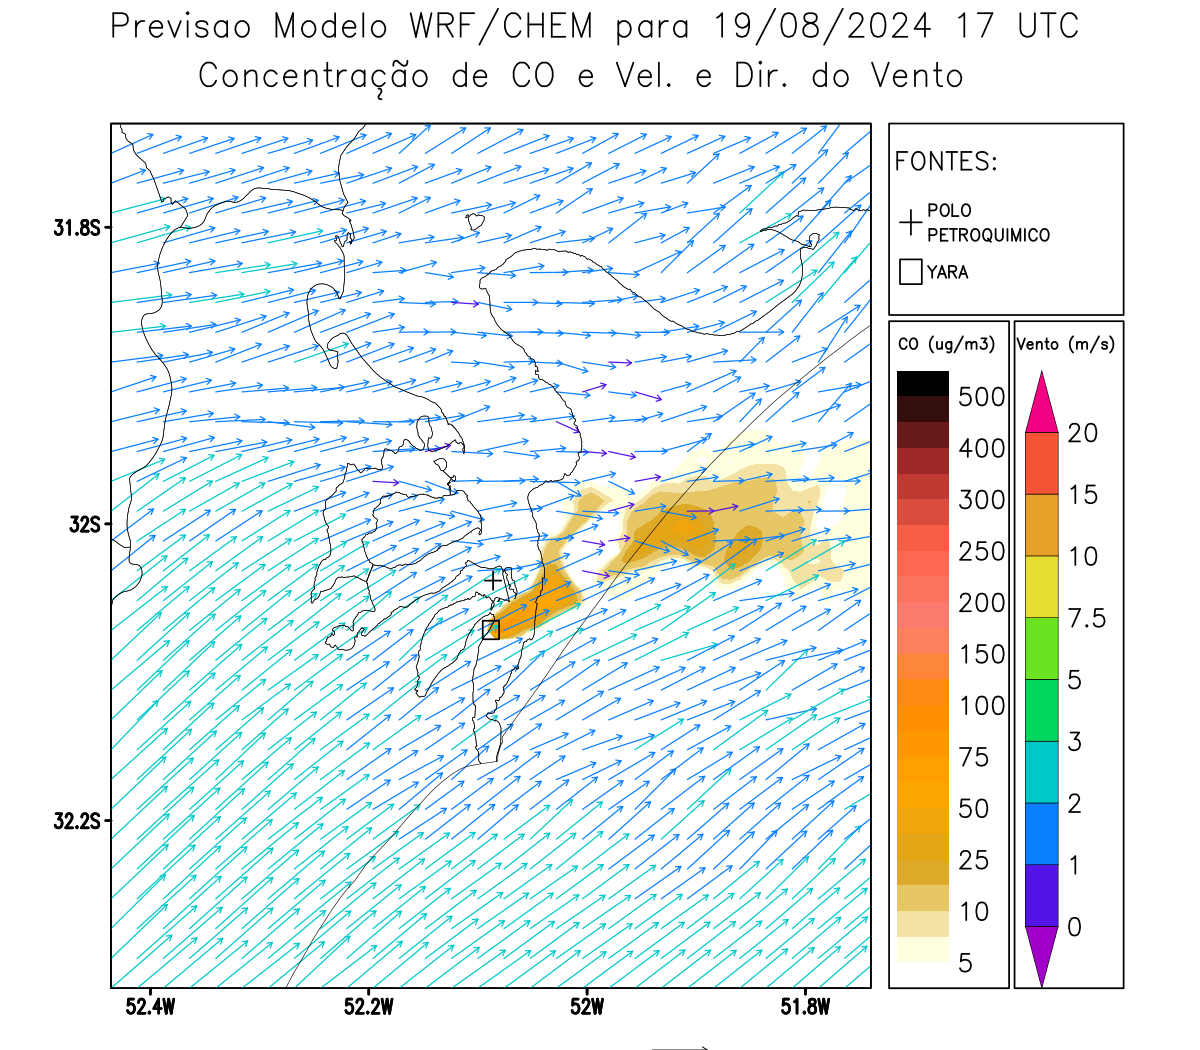 Previsao Modelo WRF/CHEM para 19/08/2024 17 UTC
Concentração de CO e Vel. e Dir. do Vento
FONTES:
POLO
PETROQUIMICO
YARA
CO (ug/m3)
500
400
300
250
200
150
100
75
50
25
10
5
Vento (m/s)
20
15
10
7.5
5
3
2
1
0
31.8S
32S
32.2S
52.4W
52.2W
52W
51.8W